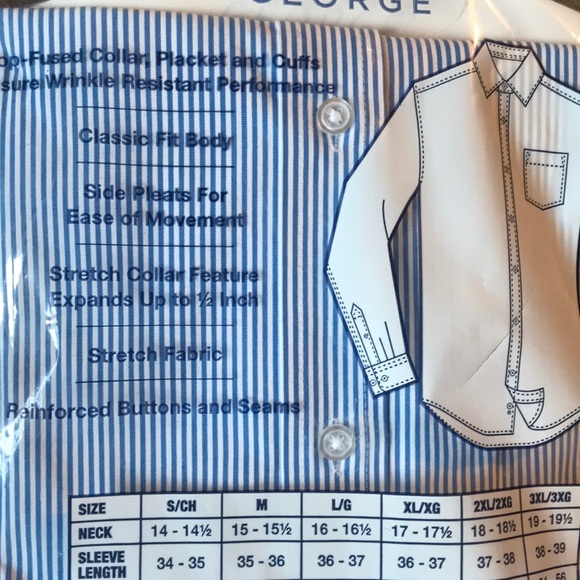 GEORGE
-Fused Collar, Placket and Cuffs
sure Wrinkle Resistant Performance
Classic Fit Body
Side Pleats For
Ease of Movement
Stretch Collar Feature
Expands Up to ½ Inch
Stretch Fabric
Reinforced Buttons and Seams
SIZE S/CH M L/G XL/XG 2XL/2XG 3XL/3XG
NECK 14 - 14½ 15 - 15½ 16 - 16½ 17 - 17½ 18 - 18½ 19 - 19½
SLEEVE
LENGTH 34 - 35 35 - 36 36 - 37 36 - 37 37 - 38 38 - 39